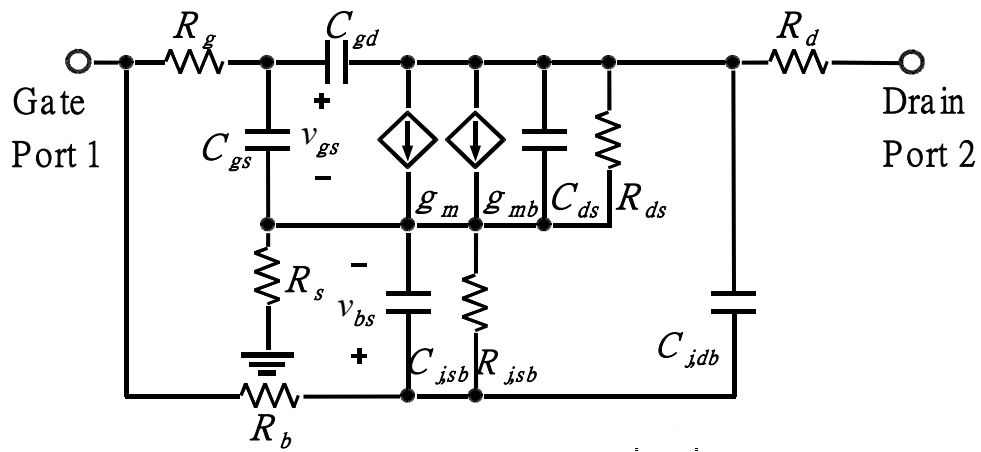 R_g
C_gd
R_d
Gate
Port 1
Drain
Port 2
C_gs
+
v_gs
−
g_m
g_mb
C_ds
R_ds
R_s
−
v_bs
+
C_j,sb
R_j,sb
C_j,db
R_b